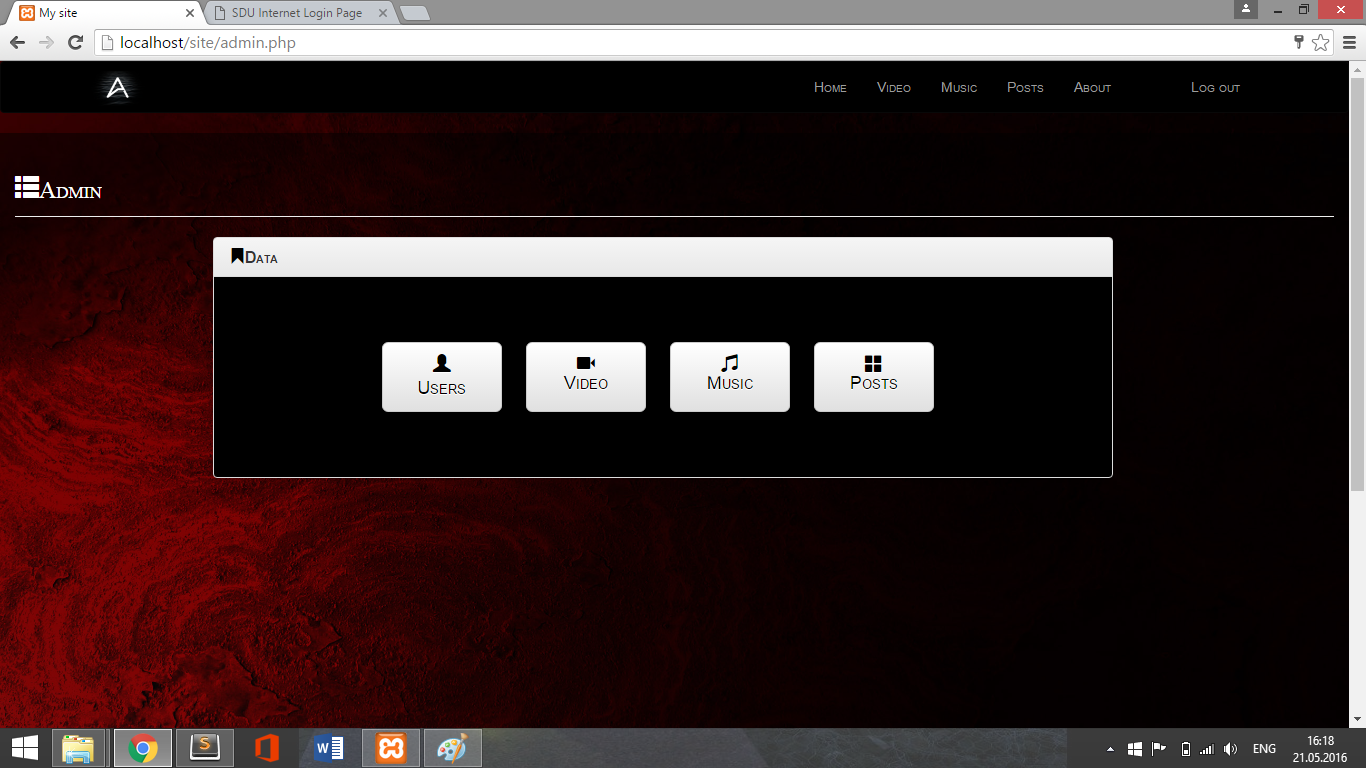 My site
SDU Internet Login Page
localhost/site/admin.php
Home Video Music Posts About Log out
Admin
Data
Users Video Music Posts
ENG
16:18
21.05.2016